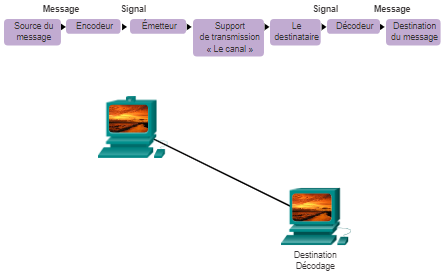 Message Signal Signal Message
Source du
message
Encodeur
Émetteur
Support
de transmission
« Le canal »
Le
destinataire
Décodeur
Destination
du message
Destination
Décodage